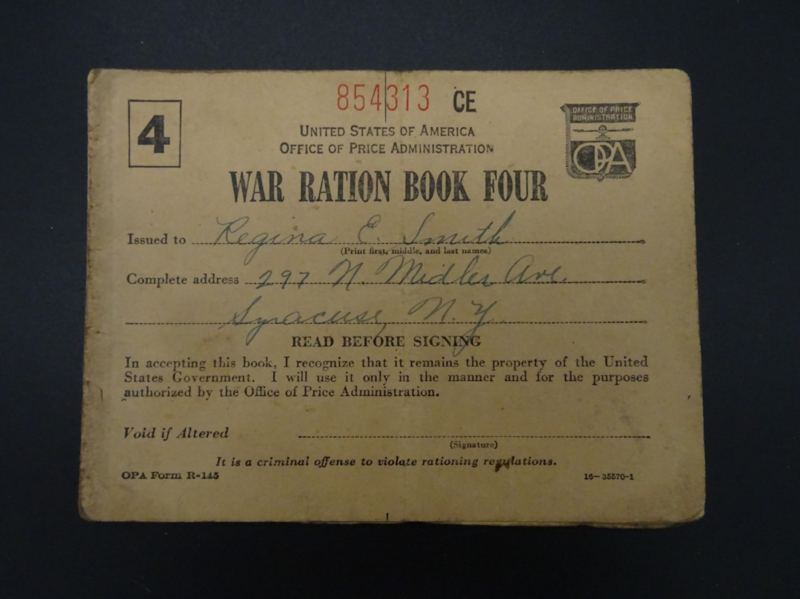 854313 CE
4
OFFICE OF PRICE
ADMINISTRATION
OPA
UNITED STATES OF AMERICA
OFFICE OF PRICE ADMINISTRATION
WAR RATION BOOK FOUR
Issued to Regina E. Smith
(Print first, middle, and last names)
Complete address 297 N. Midler Ave.
Syracuse, N.Y.
READ BEFORE SIGNING
In accepting this book, I recognize that it remains the property of the United
States Government. I will use it only in the manner and for the purposes
authorized by the Office of Price Administration.
Void if Altered
(Signature)
It is a criminal offense to violate rationing regulations.
OPA Form R-145
16-35570-1